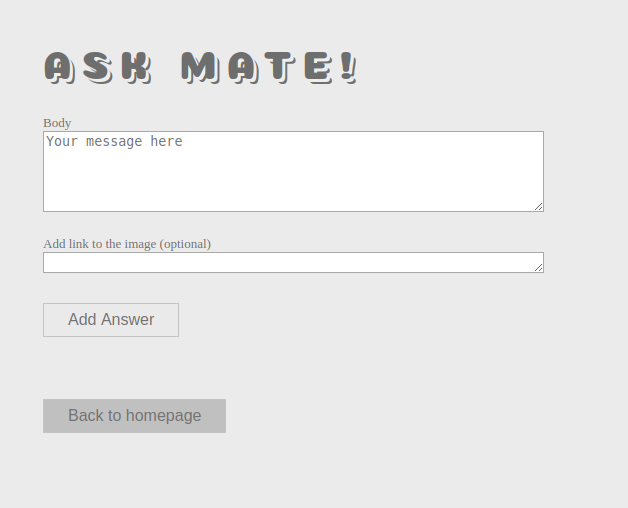 ASK MATE!
Body
Your message here
Add link to the image (optional)
Add Answer
Back to homepage